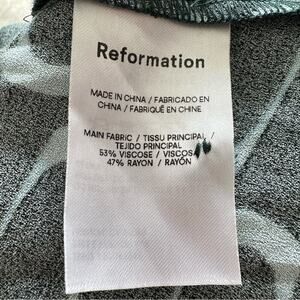 Reformation
MADE IN CHINA / FABRICADO EN
CHINA / FABRIQUÉ EN CHINE
MAIN FABRIC / TISSU PRINCIPAL /
TEJIDO PRINCIPAL
53% VISCOSE / VISCOSA
47% RAYON / RAYÓN